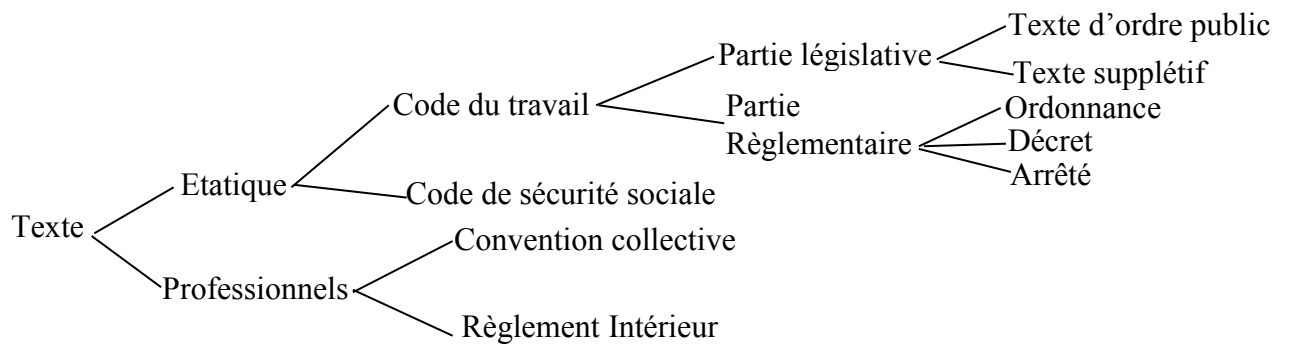 Texte d’ordre public
Partie législative
Texte supplétif
Code du travail
Partie
Règlementaire
Ordonnance
Décret
Arrêté
Etatique
Code de sécurité sociale
Texte
Convention collective
Professionnels
Règlement Intérieur